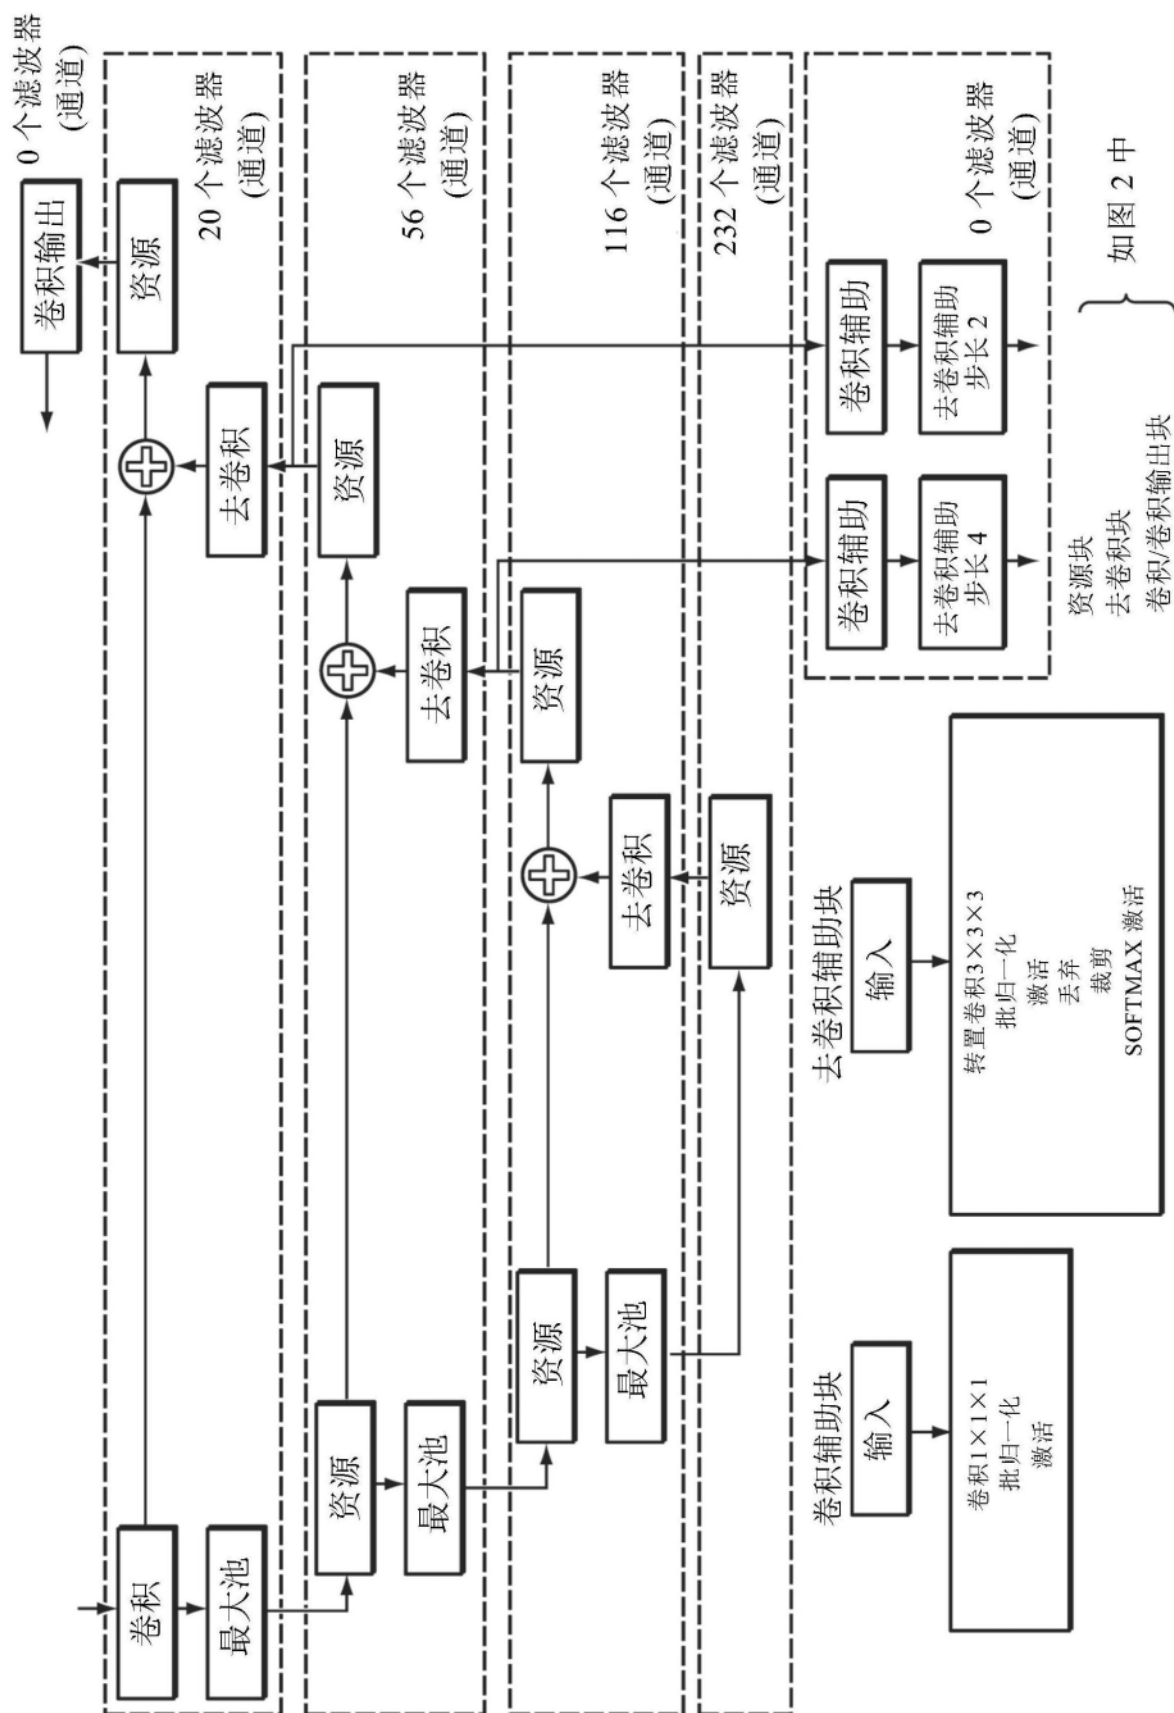 0 个滤波器
(通道)
卷积输出
资源
20 个滤波器
(通道)
去卷积
卷积
最大池
56 个滤波器
(通道)
资源
去卷积
资源
最大池
116 个滤波器
(通道)
资源
去卷积
资源
最大池
232 个滤波器
(通道)
资源
0 个滤波器
(通道)
卷积辅助
去卷积辅助
步长 4
卷积辅助
去卷积辅助
步长 2
卷积辅助块
输入
卷积1×1×1
批归一化
激活
去卷积辅助块
输入
转置卷积3×3×3
批归一化
激活
丢弃
裁剪
SOFTMAX 激活
资源块
去卷积块
卷积/卷积输出块
如图 2 中